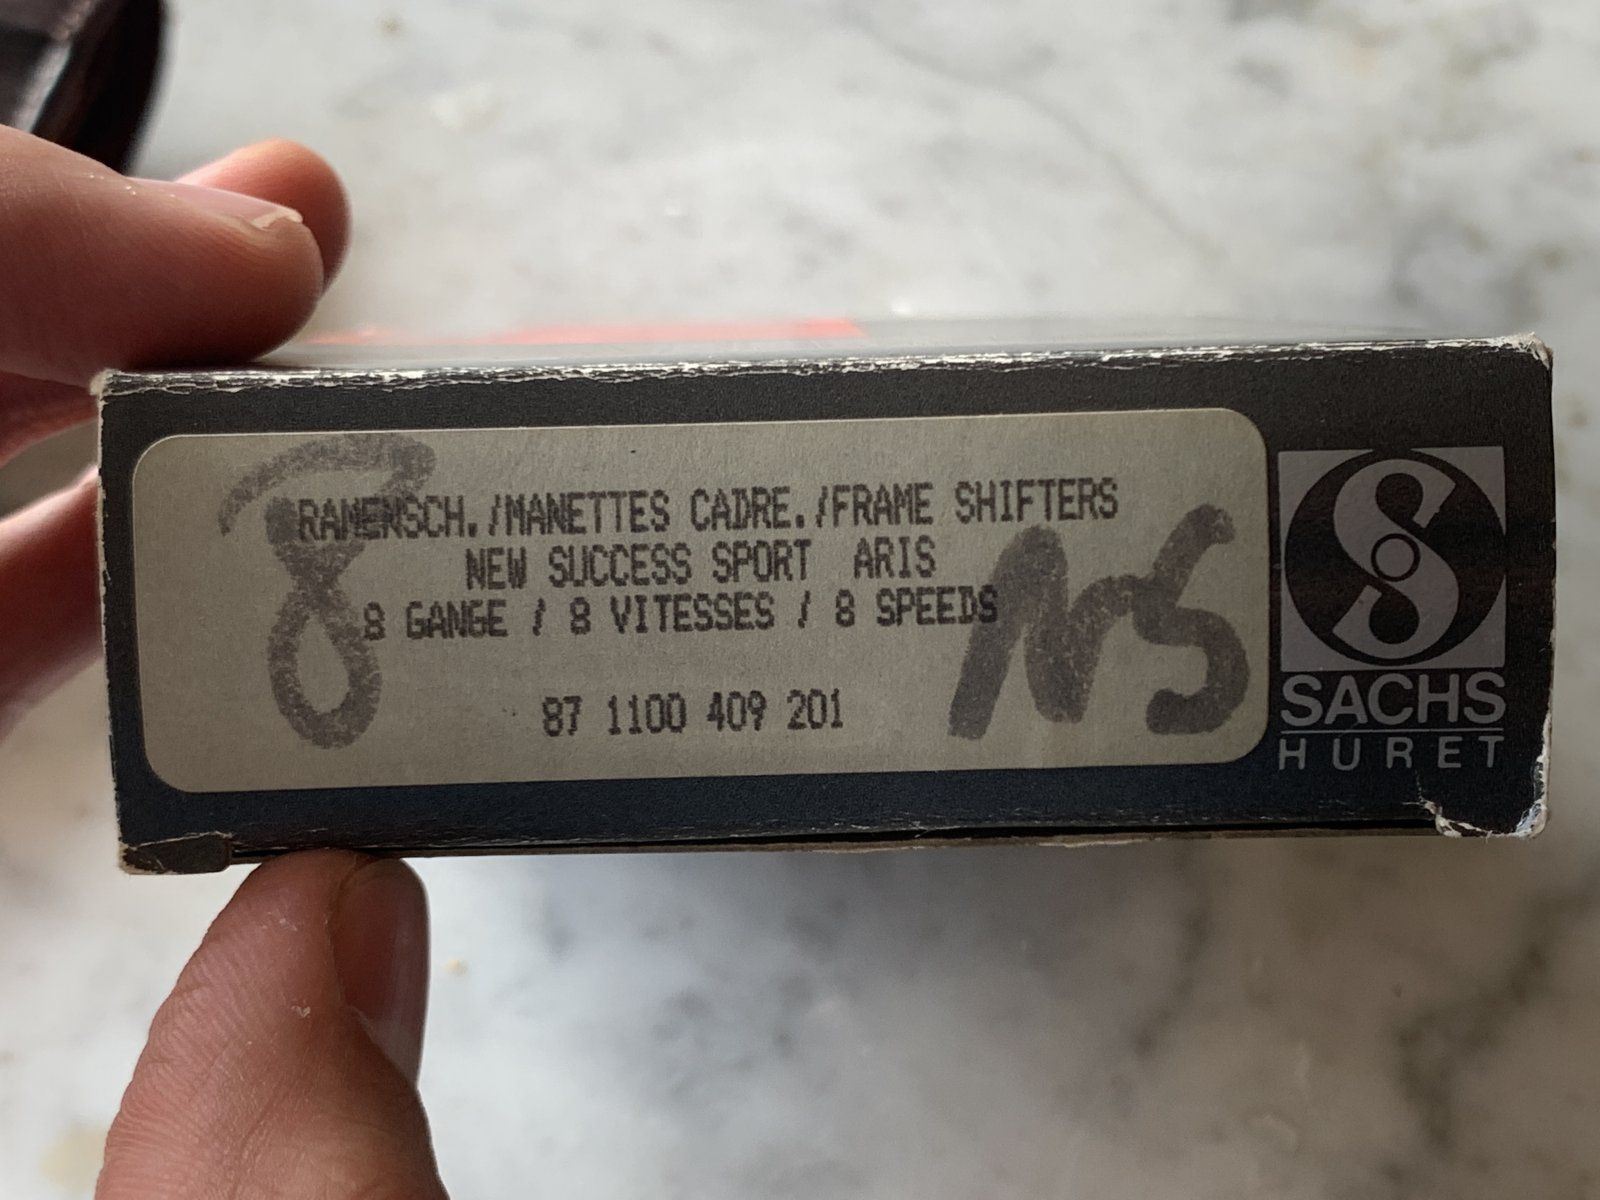 RAMENSCH./MANETTES CADRE./FRAME SHIFTERS
NEW SUCCESS SPORT ARIS
8 GANGE / 8 VITESSES / 8 SPEEDS
87 1100 409 201
8
NS
SACHS
HURET